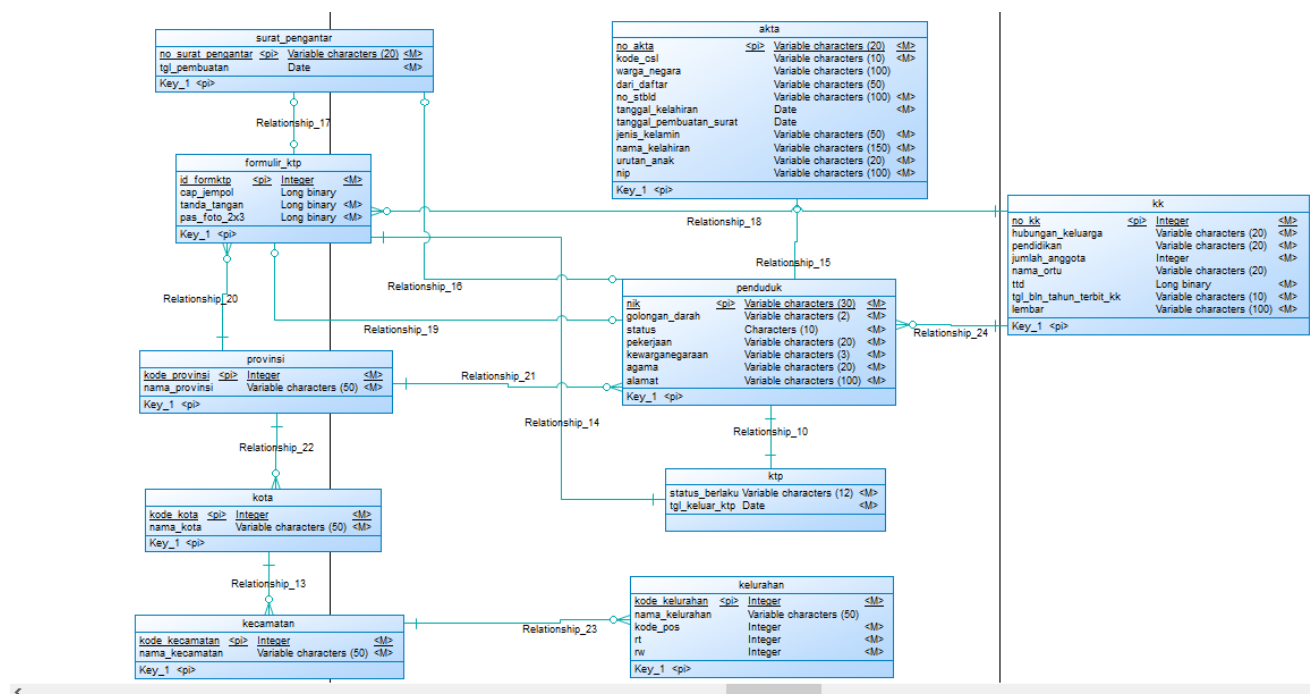 surat_pengantar
no_surat_pengantar <pi> Variable characters (20) <M>
tgl_pembuatan Date <M>
Key_1 <pi>
Relationship_17
formulir_ktp
id_formktp <pi> Integer <M>
cap_jempol Long binary
tanda_tangan Long binary <M>
pas_foto_2x3 Long binary <M>
Key_1 <pi>
akta
no_akta <pi> Variable characters (20) <M>
kode_csl Variable characters (10) <M>
warga_negara Variable characters (100)
dari_daftar Variable characters (50)
no_stbld Variable characters (100) <M>
tanggal_kelahiran Date <M>
tanggal_pembuatan_surat Date
jenis_kelamin Variable characters (50) <M>
nama_kelahiran Variable characters (150) <M>
urutan_anak Variable characters (20) <M>
nip Variable characters (100) <M>
Key_1 <pi>
Relationship_18
kk
no_kk <pi> Integer <M>
hubungan_keluarga Variable characters (20) <M>
pendidikan Variable characters (20) <M>
jumlah_anggota Integer <M>
nama_ortu Variable characters (20)
ttd Long binary <M>
tgl_bln_tahun_terbit_kk Variable characters (10) <M>
lembar Variable characters (100) <M>
Key_1 <pi>
Relationship_15
Relationship_16
Relationship_20
Relationship_19
penduduk
nik <pi> Variable characters (30) <M>
golongan_darah Variable characters (2) <M>
status Characters (10) <M>
pekerjaan Variable characters (20) <M>
kewarganegaraan Variable characters (3) <M>
agama Variable characters (20) <M>
alamat Variable characters (100) <M>
Key_1 <pi>
Relationship_24
provinsi
kode_provinsi <pi> Integer <M>
nama_provinsi Variable characters (50) <M>
Key_1 <pi>
Relationship_21
Relationship_14
Relationship_10
Relationship_22
ktp
status_berlaku Variable characters (12) <M>
tgl_keluar_ktp Date <M>
kota
kode_kota <pi> Integer <M>
nama_kota Variable characters (50) <M>
Key_1 <pi>
Relationship_13
kecamatan
kode_kecamatan <pi> Integer <M>
nama_kecamatan Variable characters (50) <M>
Key_1 <pi>
Relationship_23
kelurahan
kode_kelurahan <pi> Integer <M>
nama_kelurahan Variable characters (50)
kode_pos Integer <M>
rt Integer <M>
rw Integer <M>
Key_1 <pi>